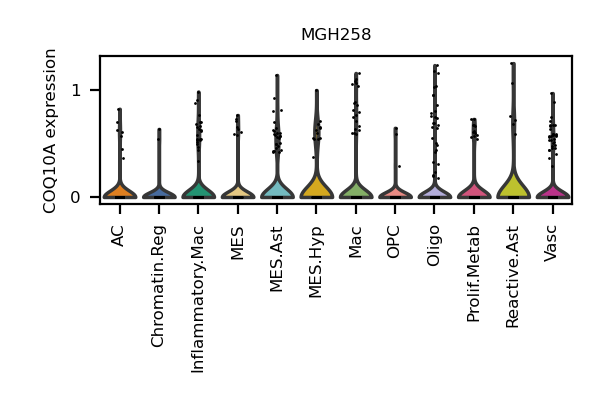 MGH258
COQ10A expression
1
0
AC
Chromatin.Reg
Inflammatory.Mac
MES
MES.Ast
MES.Hyp
Mac
OPC
Oligo
Prolif.Metab
Reactive.Ast
Vasc